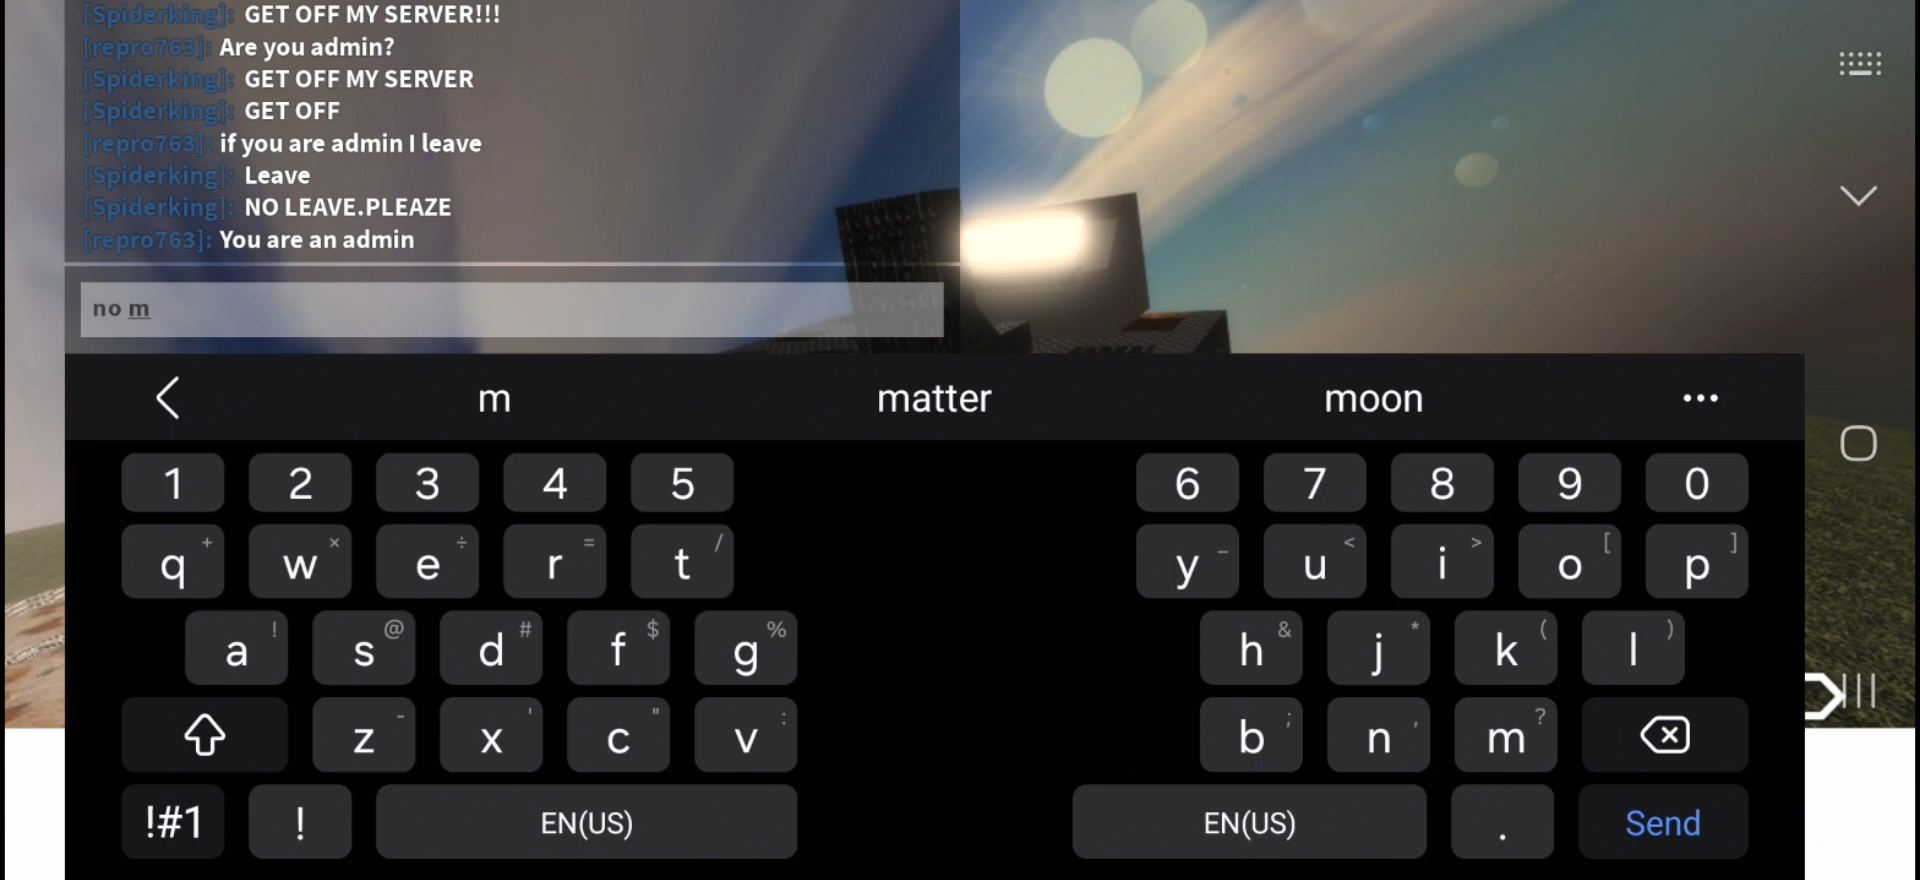 [Spiderking]: GET OFF MY SERVER!!!
[repro763]: Are you admin?
[Spiderking]: GET OFF MY SERVER
[Spiderking]: GET OFF
[repro763]: if you are admin I leave
[Spiderking]: Leave
[Spiderking]: NO LEAVE.PLEAZE
[repro763]: You are an admin
no m
m matter moon ...
1 2 3 4 5 6 7 8 9 0
q + w × e ÷ r = t / y _ u < i > o [ p ]
a ! s @ d # f $ g % h & j * k ( l )
z - x ' c " v : b ; n , m ?
!#1 ! EN(US) EN(US) . Send